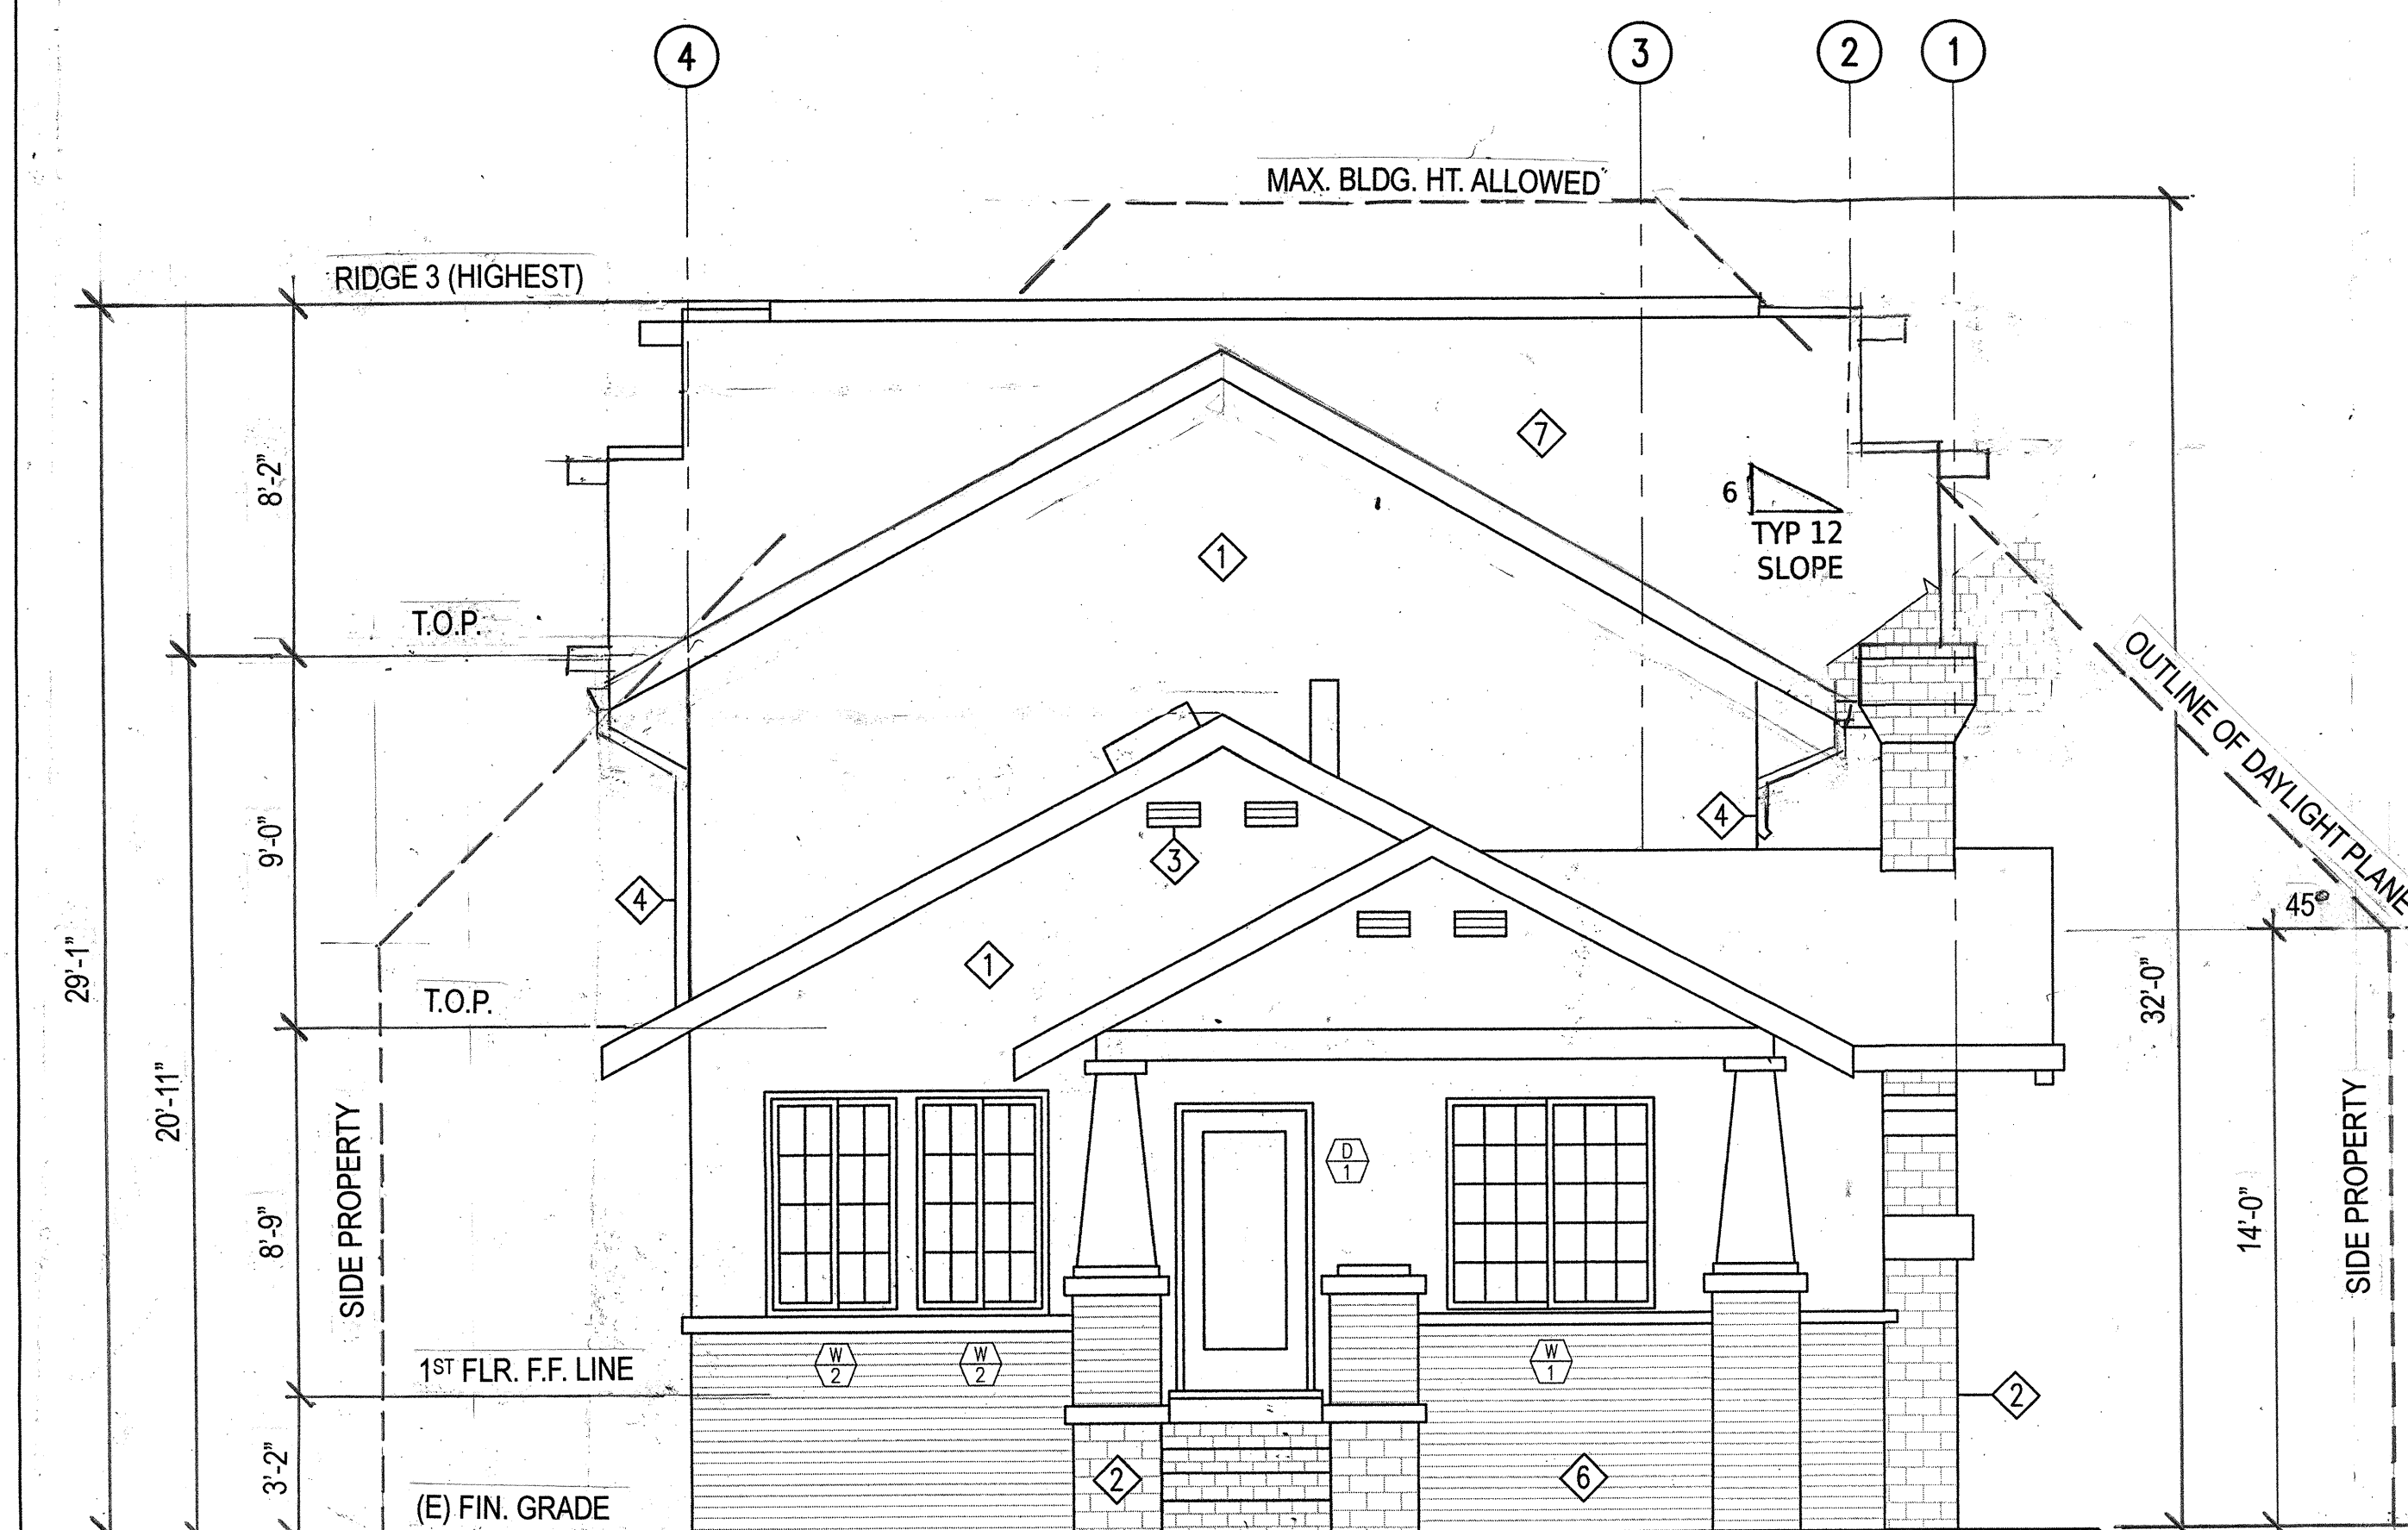 4
3
2
1
MAX. BLDG. HT. ALLOWED
RIDGE 3 (HIGHEST)
7
8'-2"
6
TYP 12
SLOPE
1
T.O.P.
OUTLINE OF DAYLIGHT PLANE
4
3
9'-0"
4
45°
1
29'-1"
T.O.P.
32'-0"
20'-11"
SIDE PROPERTY
8'-9"
D
1
14'-0"
SIDE PROPERTY
1ST FLR. F.F. LINE
W
2
W
2
W
1
2
3'-2"
2
6
(E) FIN. GRADE